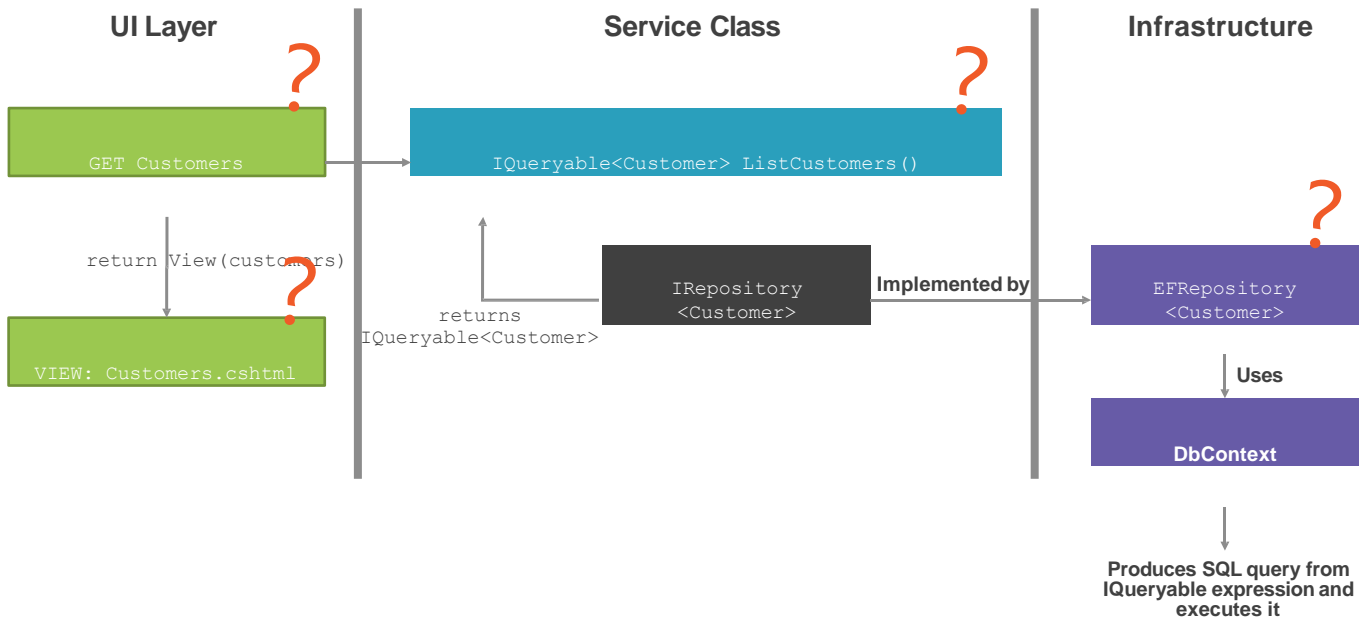 UI Layer
Service Class
Infrastructure
?
?
GET Customers
IQueryable<Customer> ListCustomers()
?
return View(customers)
?
IRepository
<Customer>
Implemented by
EFRepository
<Customer>
returns
IQueryable<Customer>
VIEW: Customers.cshtml
Uses
DbContext
Produces SQL query from
IQueryable expression and
executes it